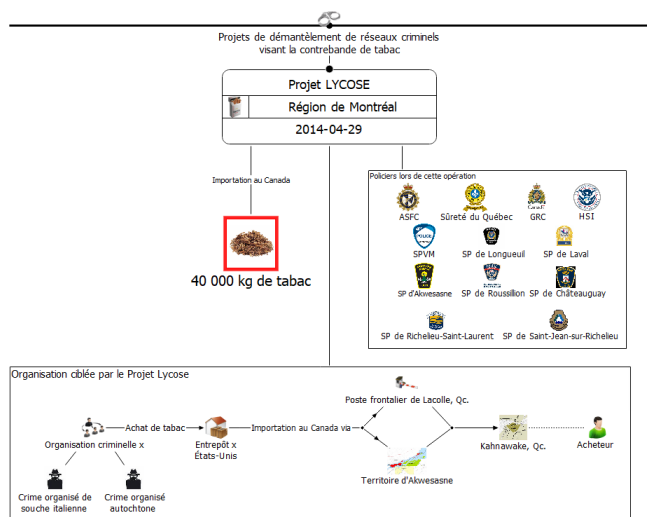 Projets de démantèlement de réseaux criminels
visant la contrebande de tabac
Projet LYCOSE
Région de Montréal
2014-04-29
Importation au Canada
40 000 kg de tabac
Policiers lors de cette opération
ASFC
Sûreté du Québec
GRC
HSI
SPVM
SP de Longueuil
SP de Laval
SP d'Akwesasne
SP de Roussillon
SP de Châteauguay
SP de Richelieu-Saint-Laurent
SP de Saint-Jean-sur-Richelieu
Organisation ciblée par le Projet Lycose
Organisation criminelle x
Achat de tabac
Entrepôt x
États-Unis
Importation au Canada via
Poste frontalier de Lacolle, Qc.
Territoire d'Akwesasne
Kahnawake, Qc.
Acheteur
Crime organisé de
souche italienne
Crime organisé
autochtone